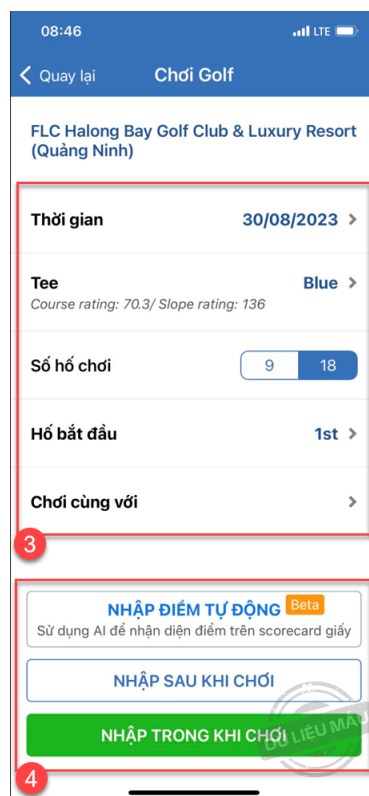 08:46
LTE
Quay lại Chơi Golf
FLC Halong Bay Golf Club & Luxury Resort
(Quảng Ninh)
Thời gian 30/08/2023
Tee Blue
Course rating: 70.3/ Slope rating: 136
Số hố chơi 9 18
Hố bắt đầu 1st
Chơi cùng với
3
NHẬP ĐIỂM TỰ ĐỘNG Beta
Sử dụng AI để nhận diện điểm trên scorecard giấy
NHẬP SAU KHI CHƠI
NHẬP TRONG KHI CHƠI
DỮ LIỆU MẪU
4